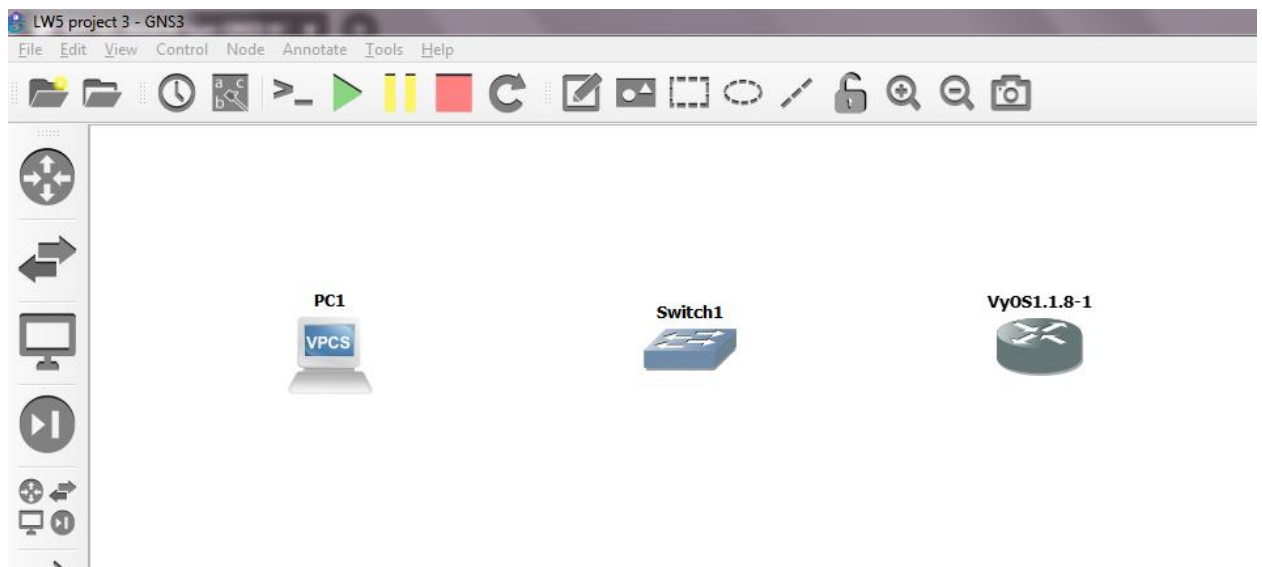 LW5 project 3 - GNS3
File Edit View Control Node Annotate Tools Help
a c
b
>_
PC1
VPCS
Switch1
VyOS1.1.8-1